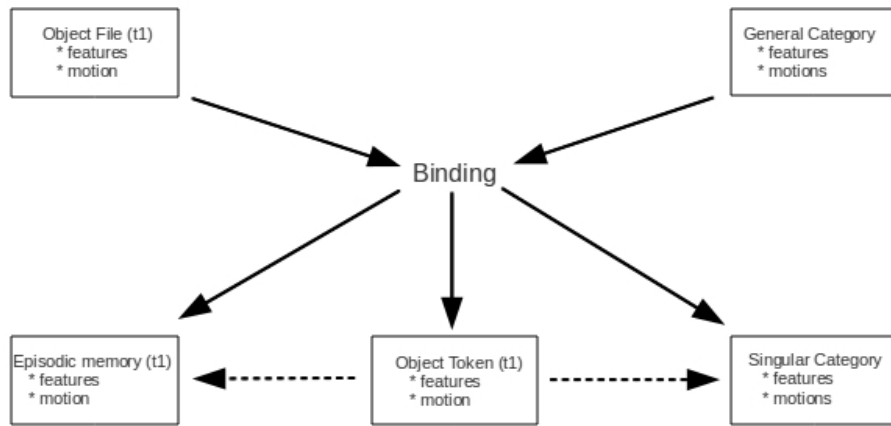 Object File (t1)
* features
* motion
General Category
* features
* motions
Binding
Episodic memory (t1)
* features
* motion
Object Token (t1)
* features
* motion
Singular Category
* features
* motions